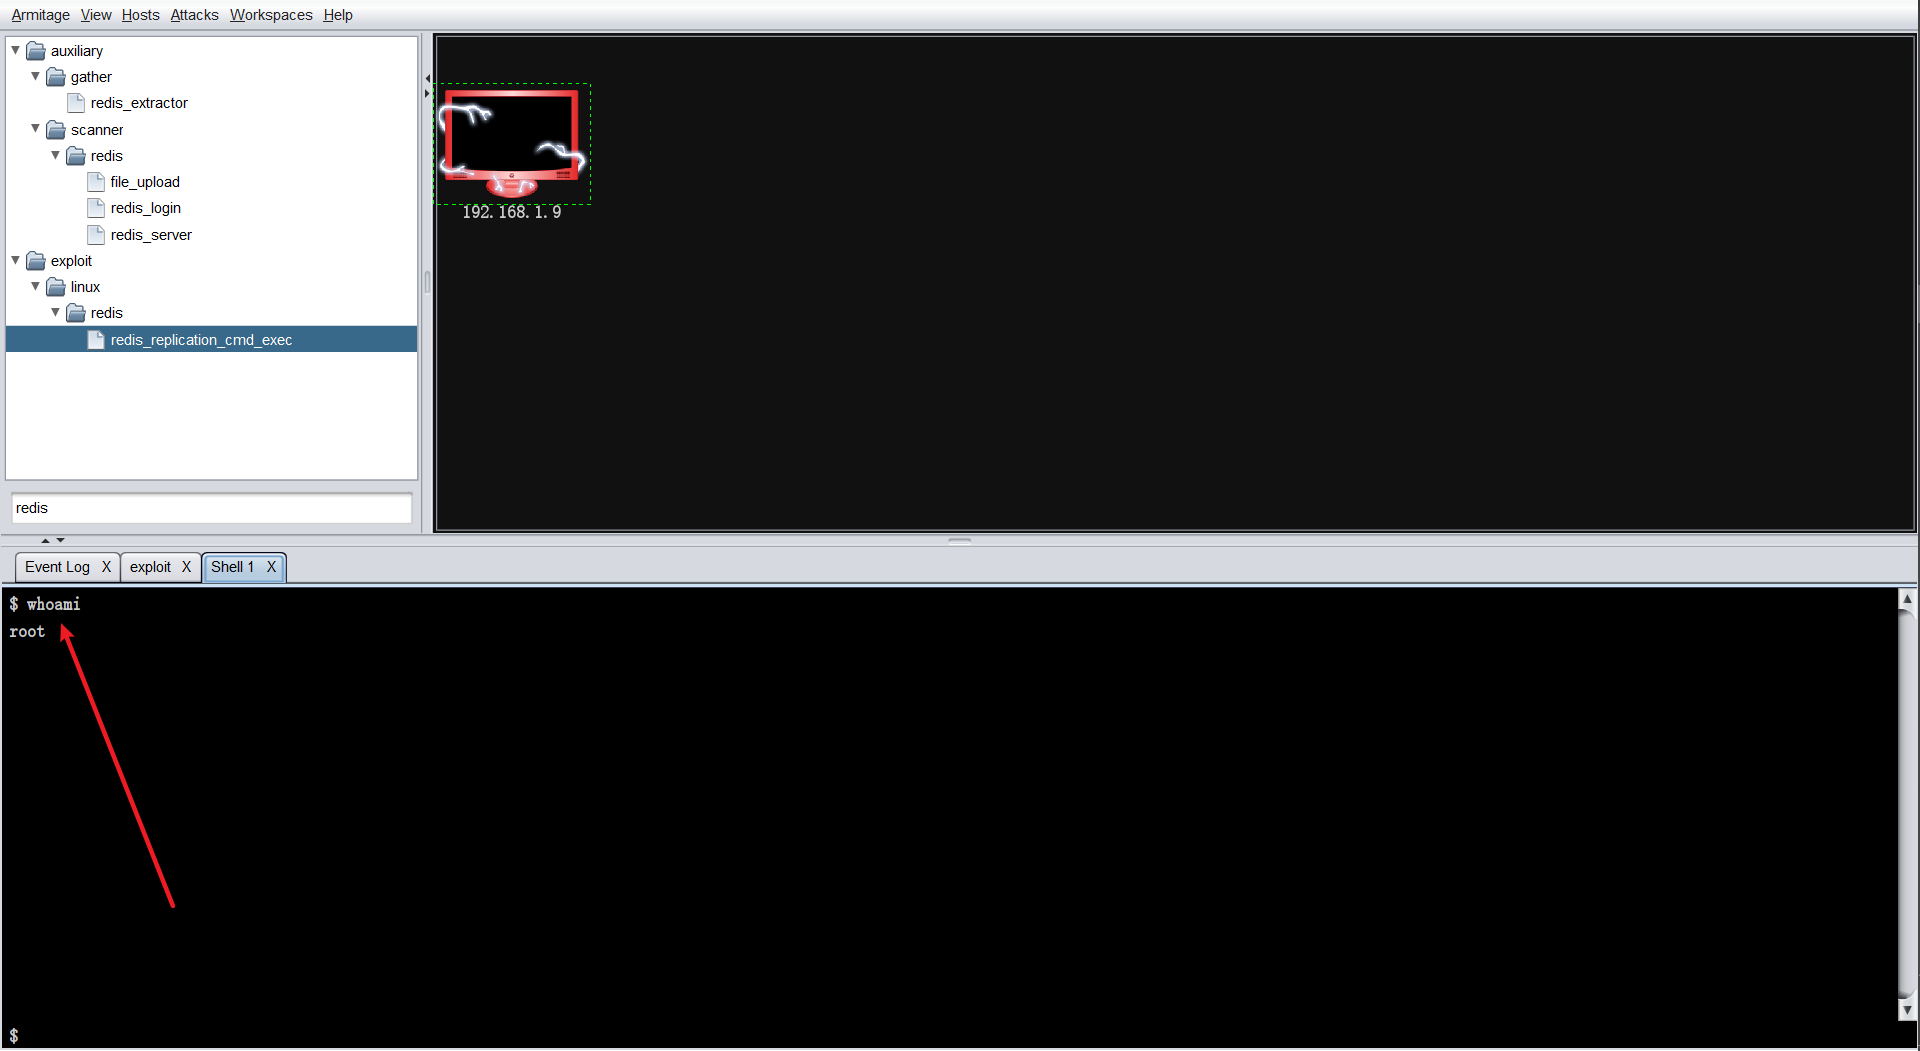 Armitage View Hosts Attacks Workspaces Help
auxiliary
gather
redis_extractor
scanner
redis
file_upload
redis_login
redis_server
exploit
linux
redis
redis_replication_cmd_exec
redis
192.168.1.9
Event Log X exploit X Shell 1 X
$ whoami
root
$